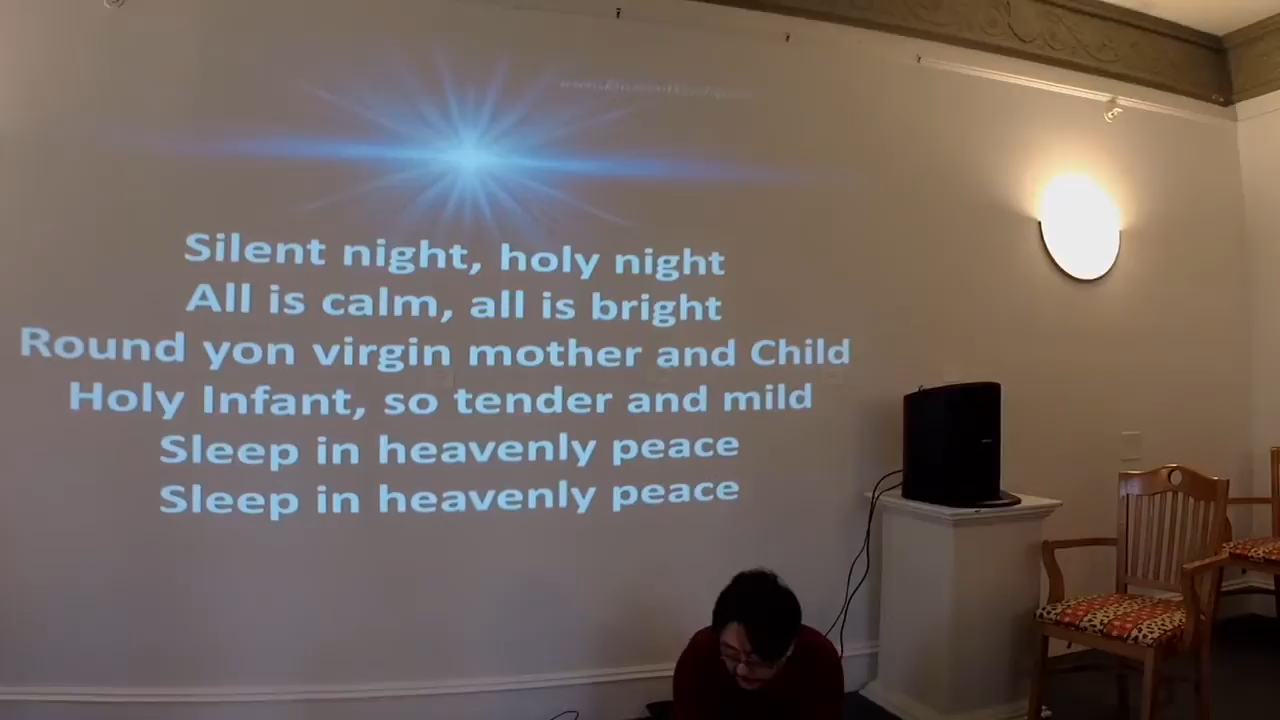 Silent night, holy night
All is calm, all is bright
Round yon virgin mother and Child
Holy Infant, so tender and mild
Sleep in heavenly peace
Sleep in heavenly peace